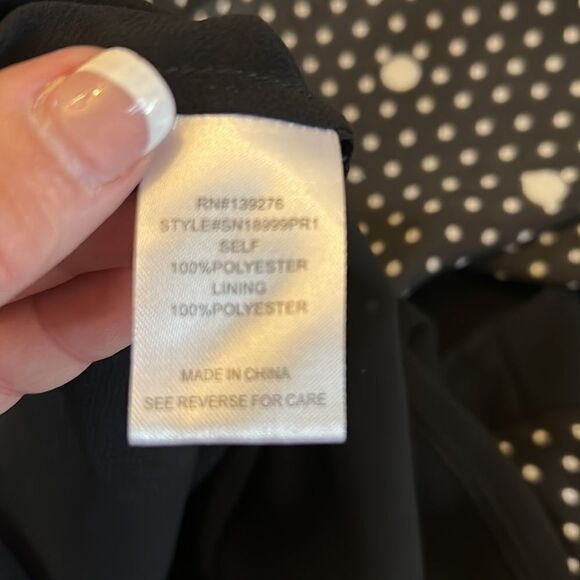 RN#139276
STYLE#SN18999PR1
SELF
100%POLYESTER
LINING
100%POLYESTER
MADE IN CHINA
SEE REVERSE FOR CARE